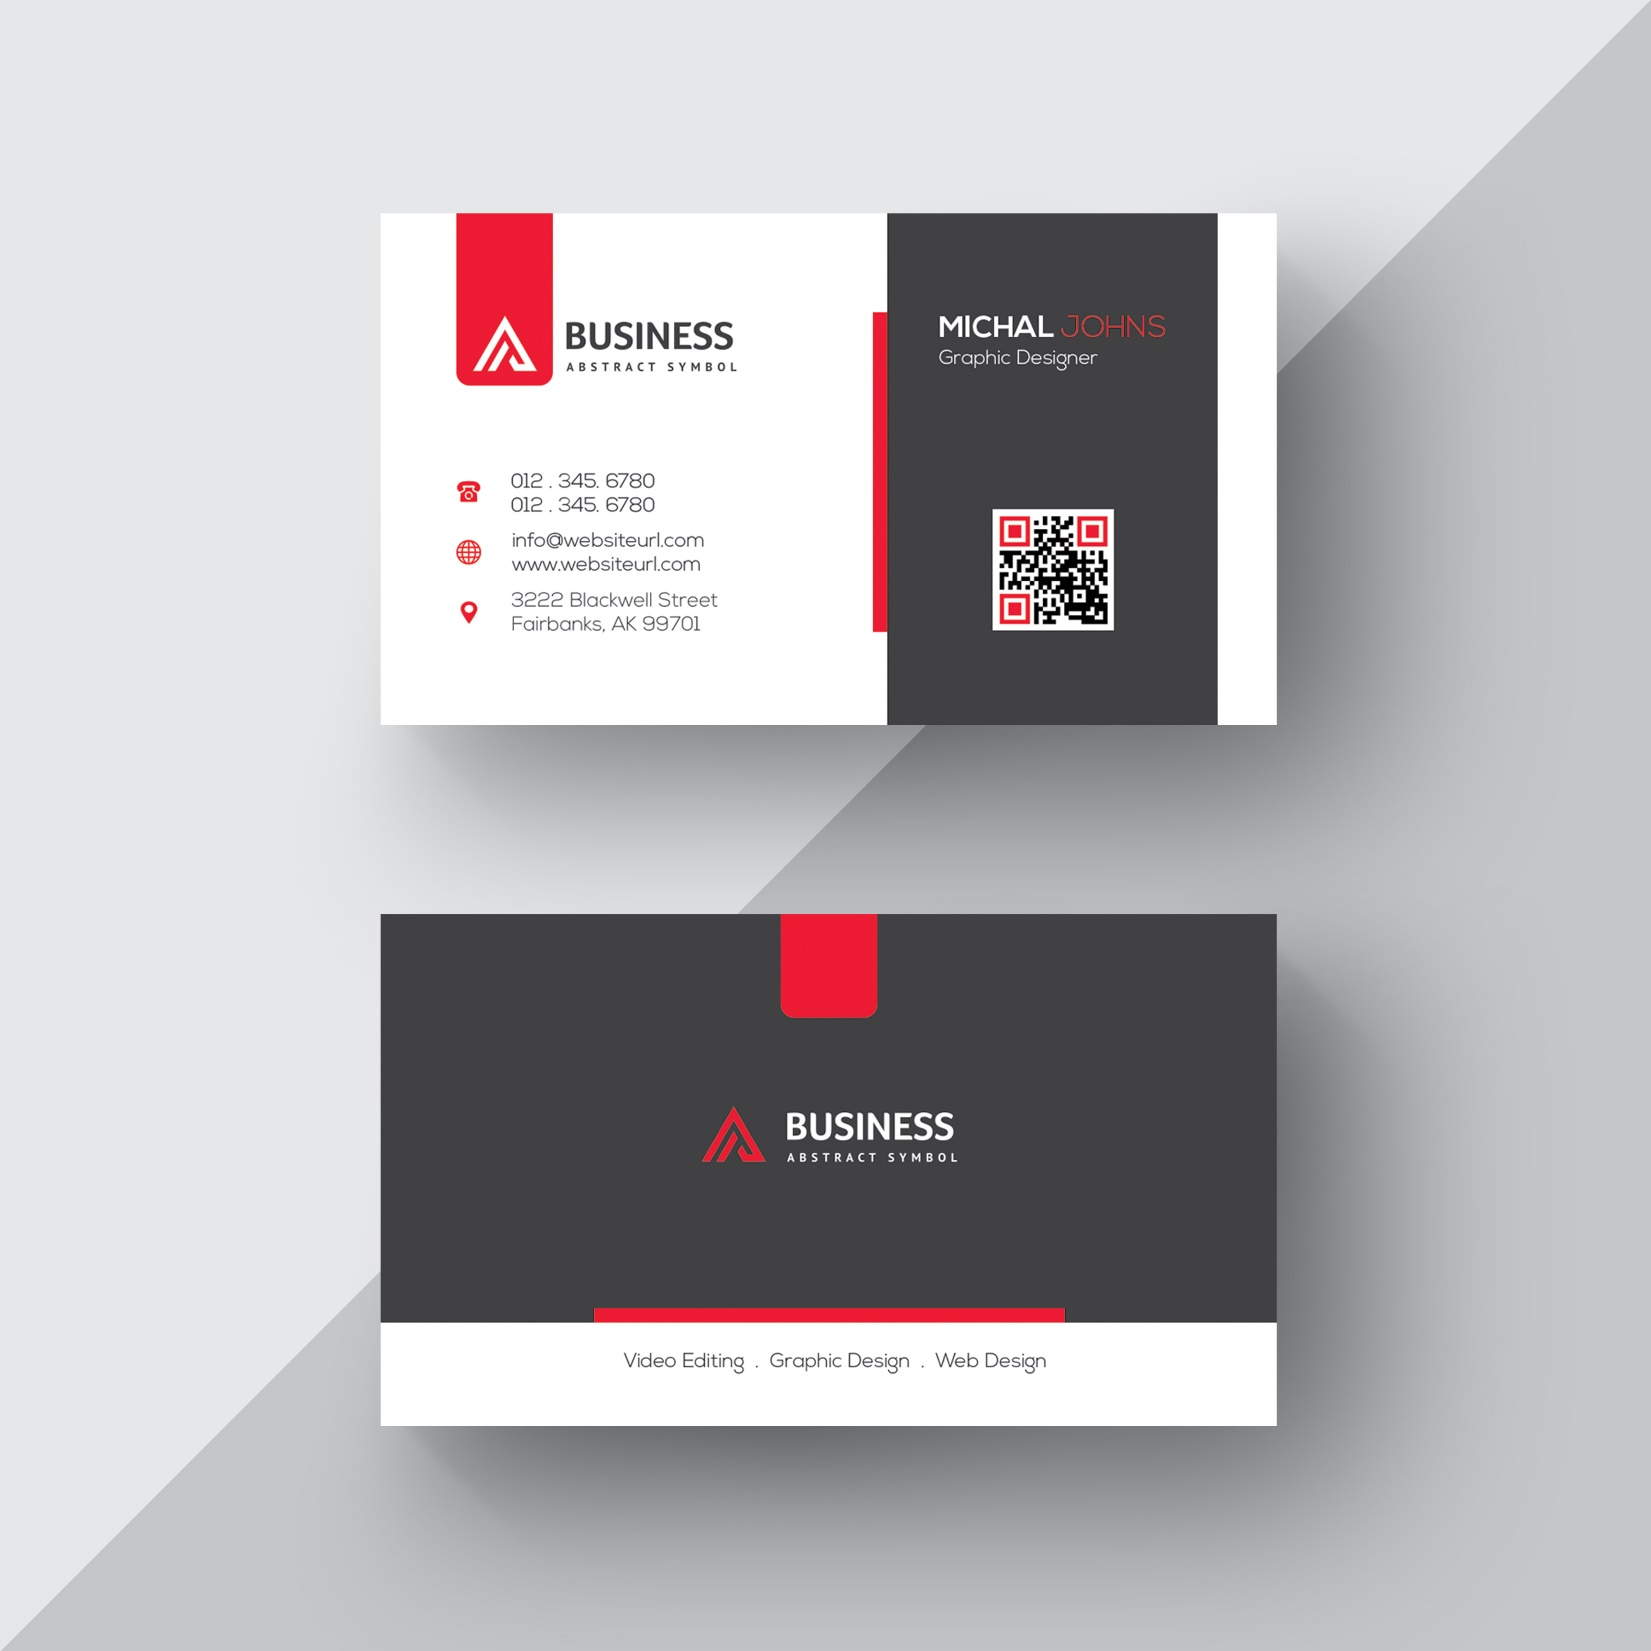 BUSINESS
ABSTRACT SYMBOL
012 . 345. 6780
012 . 345. 6780
info@websiteurl.com
www.websiteurl.com
3222 Blackwell Street
Fairbanks, AK 99701
MICHAL JOHNS
Graphic Designer
BUSINESS
ABSTRACT SYMBOL
Video Editing . Graphic Design . Web Design